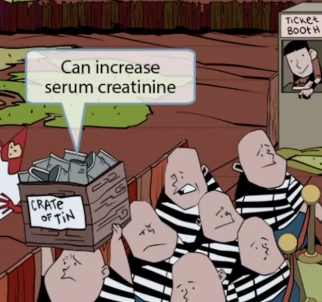 TICKET
BOOTH
Can increase
serum creatinine
CRATE
OF TIN